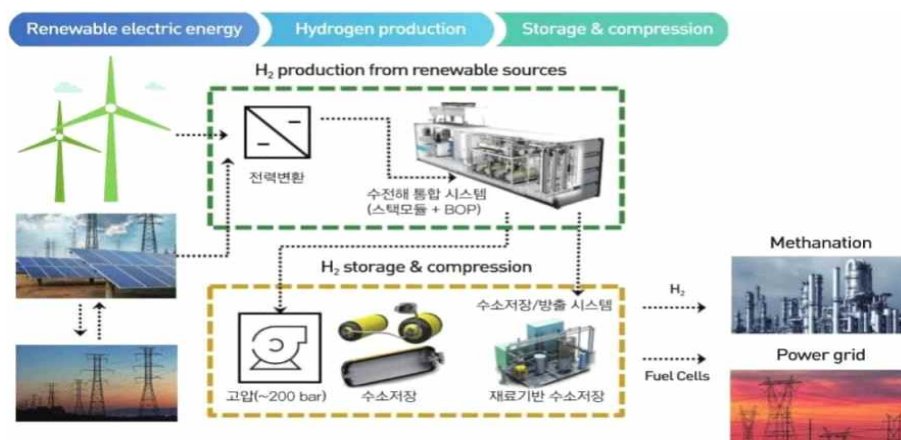 Renewable electric energy
Hydrogen production
Storage & compression
H₂ production from renewable sources
전력변환
수전해 통합 시스템
(스택모듈 + BOP)
H₂ storage & compression
수소저장/방출 시스템
고압(~200 bar)
수소저장
재료기반 수소저장
H₂
Fuel Cells
Methanation
Power grid